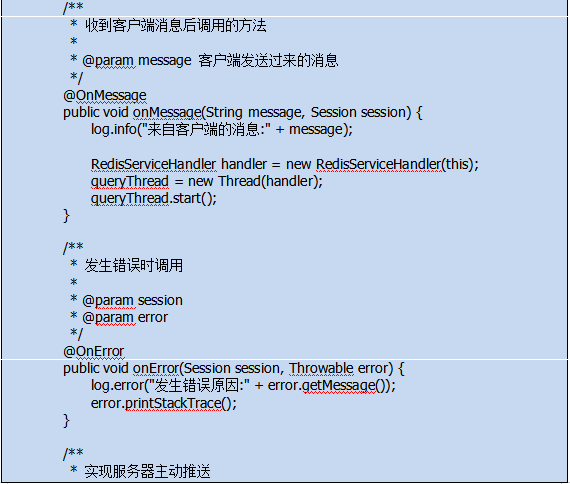 /**
* 收到客户端消息后调用的方法
*
* @param message 客户端发送过来的消息
*/
@OnMessage
public void onMessage(String message, Session session) {
log.info("来自客户端的消息:" + message);
RedisServiceHandler handler = new RedisServiceHandler(this);
queryThread = new Thread(handler);
queryThread.start();
}
/**
* 发生错误时调用
*
* @param session
* @param error
*/
@OnError
public void onError(Session session, Throwable error) {
log.error("发生错误原因:" + error.getMessage());
error.printStackTrace();
}
/**
* 实现服务器主动推送